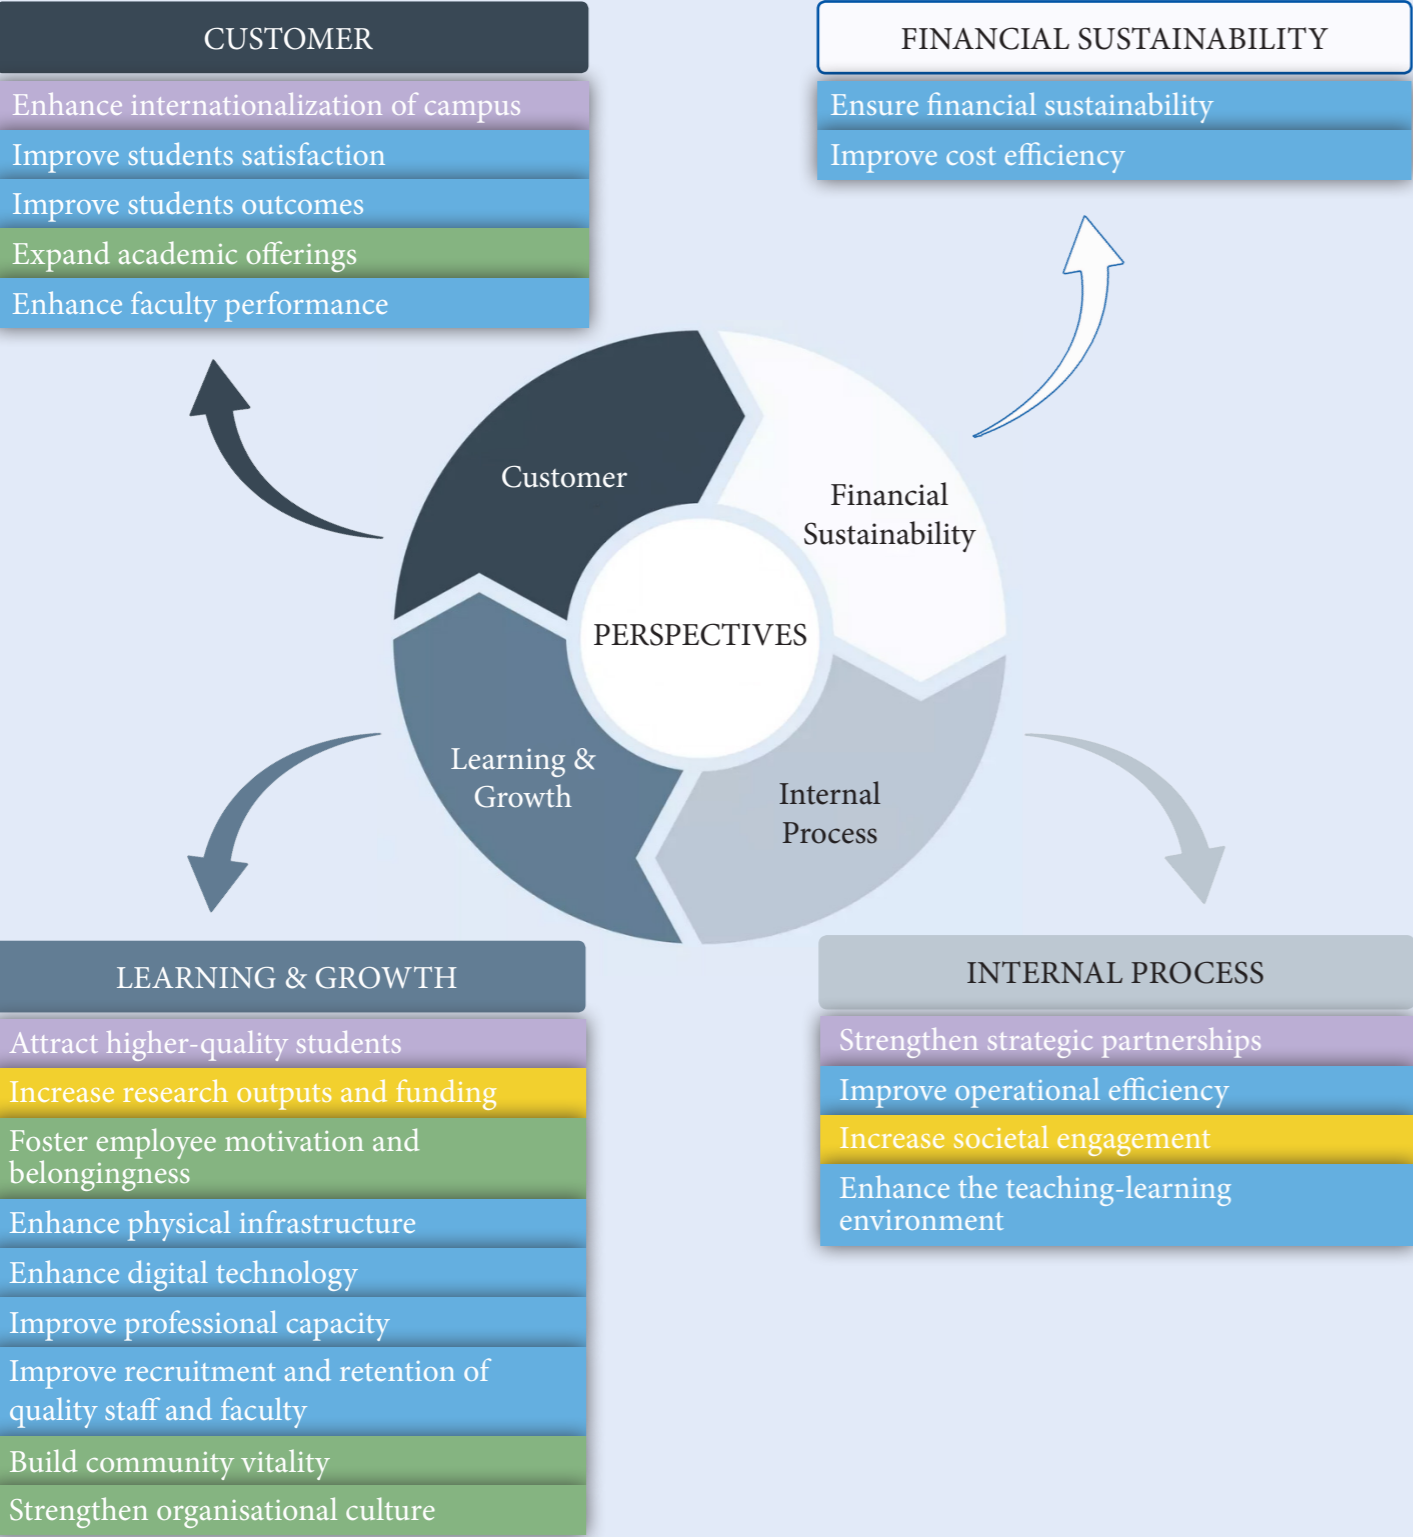 CUSTOMER
Enhance internationalization of campus
Improve students satisfaction
Improve students outcomes
Expand academic offerings
Enhance faculty performance
FINANCIAL SUSTAINABILITY
Ensure financial sustainability
Improve cost efficiency
Customer
Financial
Sustainability
PERSPECTIVES
Learning &
Growth
Internal
Process
LEARNING & GROWTH
Attract higher-quality students
Increase research outputs and funding
Foster employee motivation and
belongingness
Enhance physical infrastructure
Enhance digital technology
Improve professional capacity
Improve recruitment and retention of
quality staff and faculty
Build community vitality
Strengthen organisational culture
INTERNAL PROCESS
Strengthen strategic partnerships
Improve operational efficiency
Increase societal engagement
Enhance the teaching-learning
environment